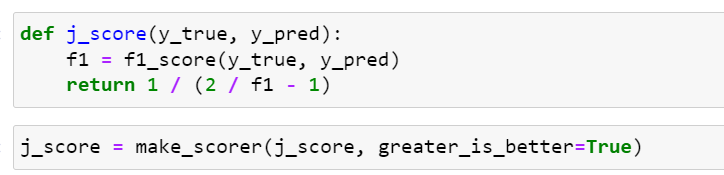 def j_score(y_true, y_pred):
    f1 = f1_score(y_true, y_pred)
    return 1 / (2 / f1 - 1)
j_score = make_scorer(j_score, greater_is_better=True)